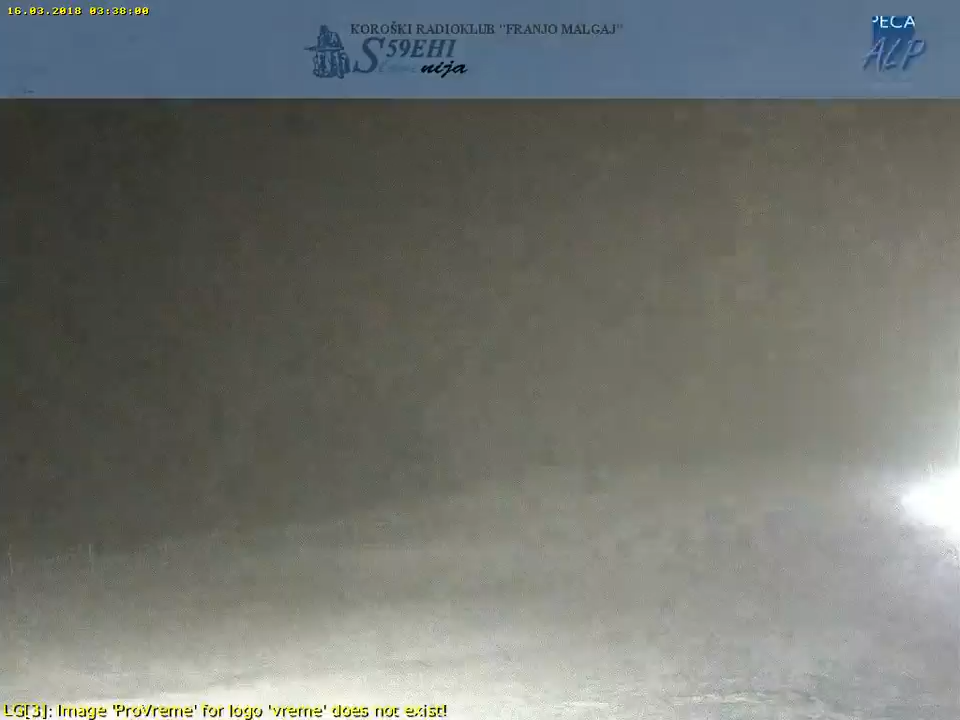 16.03.2018 03:38:00
KOROŠKI RADIOKLUB "FRANJO MALGAJ"
S59EHI
nija
PECA
ALP
LG[3]: Image 'ProVreme' for logo 'vreme' does not exist!